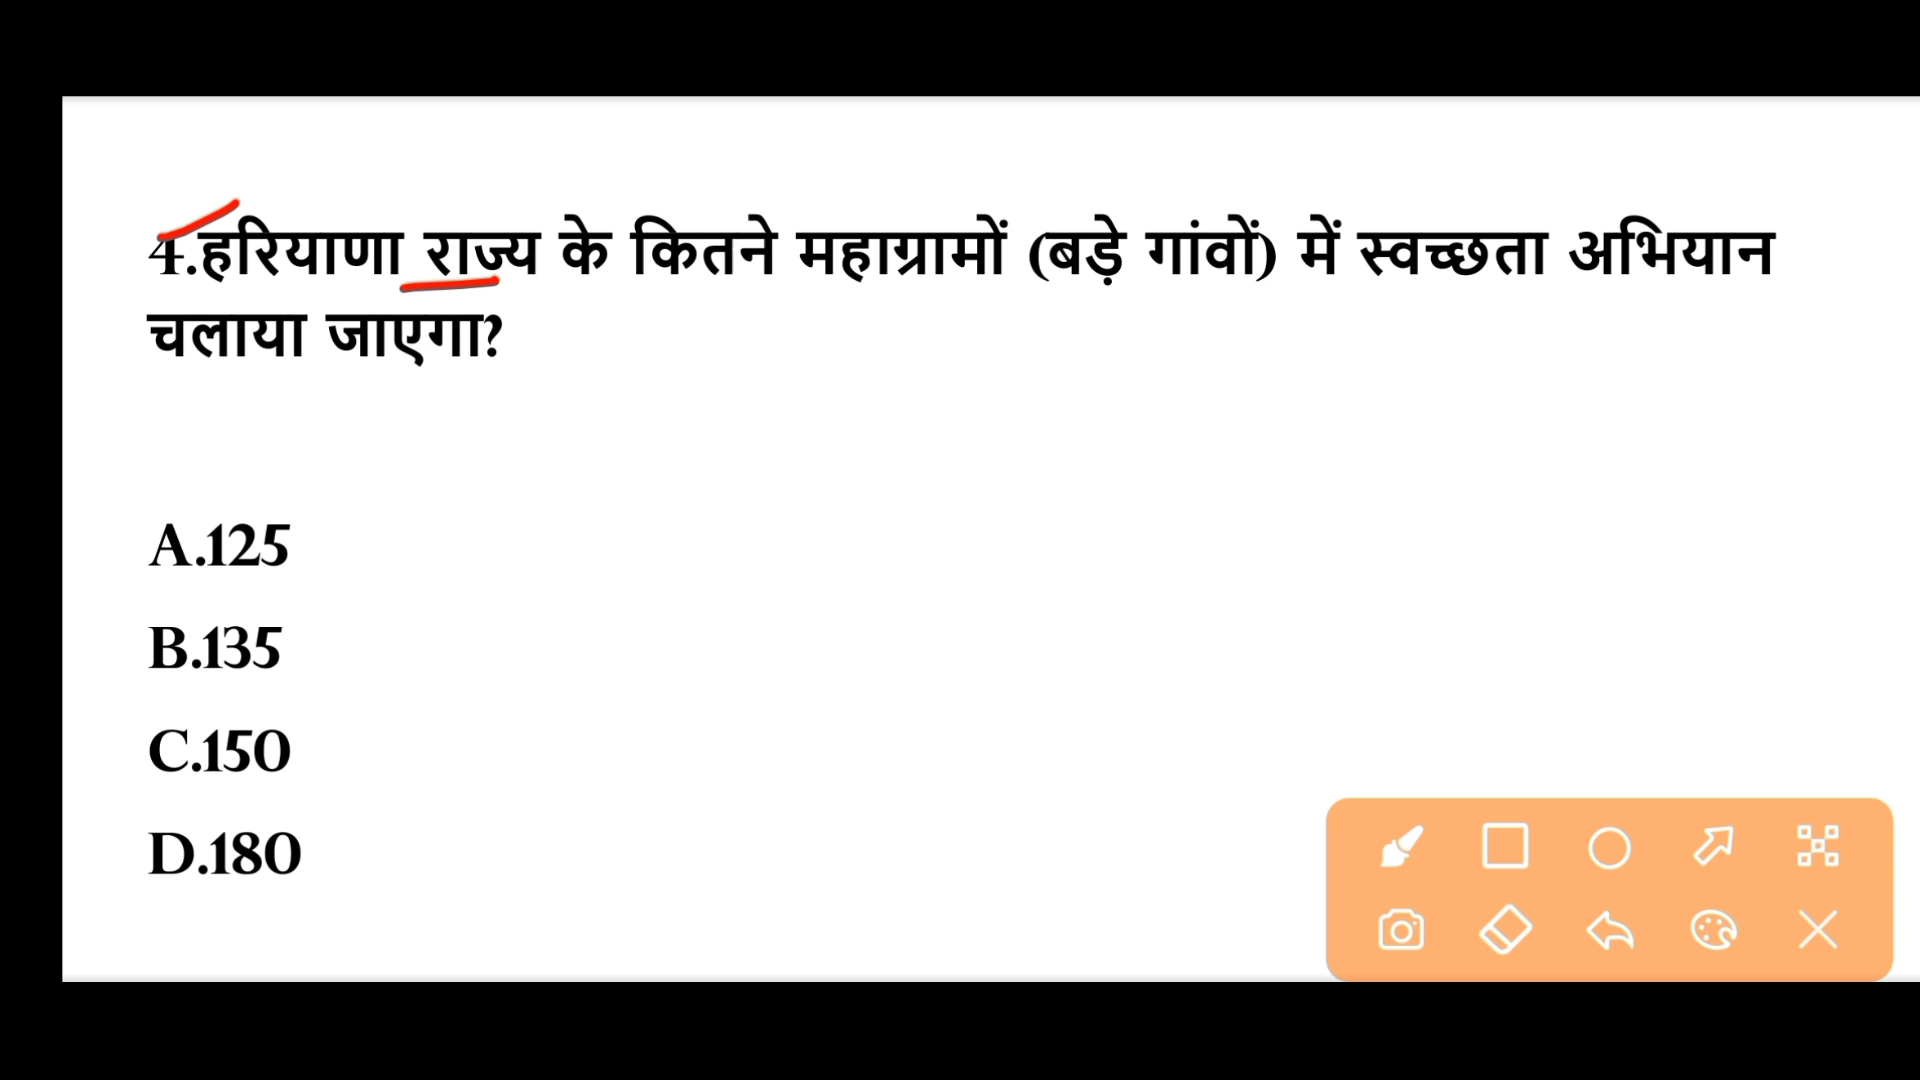 4.हरियाणा राज्य के कितने महाग्रामों (बड़े गांवों) में स्वच्छता अभियान
चलाया जाएगा?
A.125
B.135
C.150
D.180